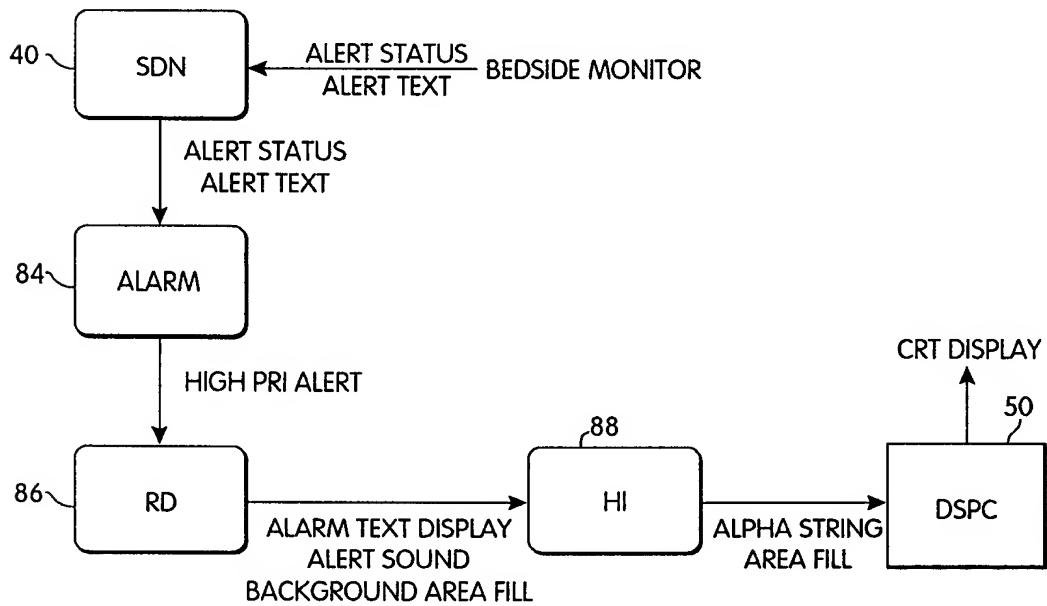 40
SDN
ALERT STATUS
ALERT TEXT
BEDSIDE MONITOR
ALERT STATUS
ALERT TEXT
84
ALARM
HIGH PRI ALERT
CRT DISPLAY
86
RD
ALARM TEXT DISPLAY
ALERT SOUND
BACKGROUND AREA FILL
88
HI
ALPHA STRING
AREA FILL
50
DSPC